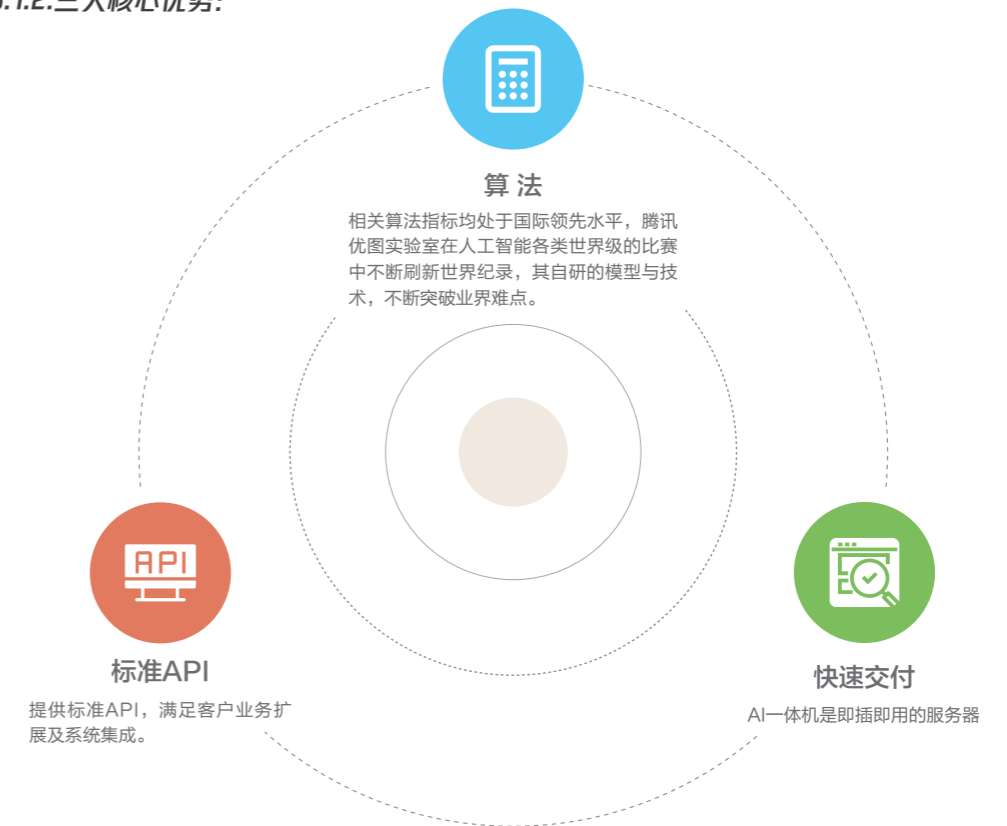 .1.2.三大核心优势:
算 法
相关算法指标均处于国际领先水平，腾讯
优图实验室在人工智能各类世界级的比赛
中不断刷新世界纪录，其自研的模型与技
术，不断突破业界难点。
API
标准API
提供标准API，满足客户业务扩
展及系统集成。
快速交付
AI一体机是即插即用的服务器